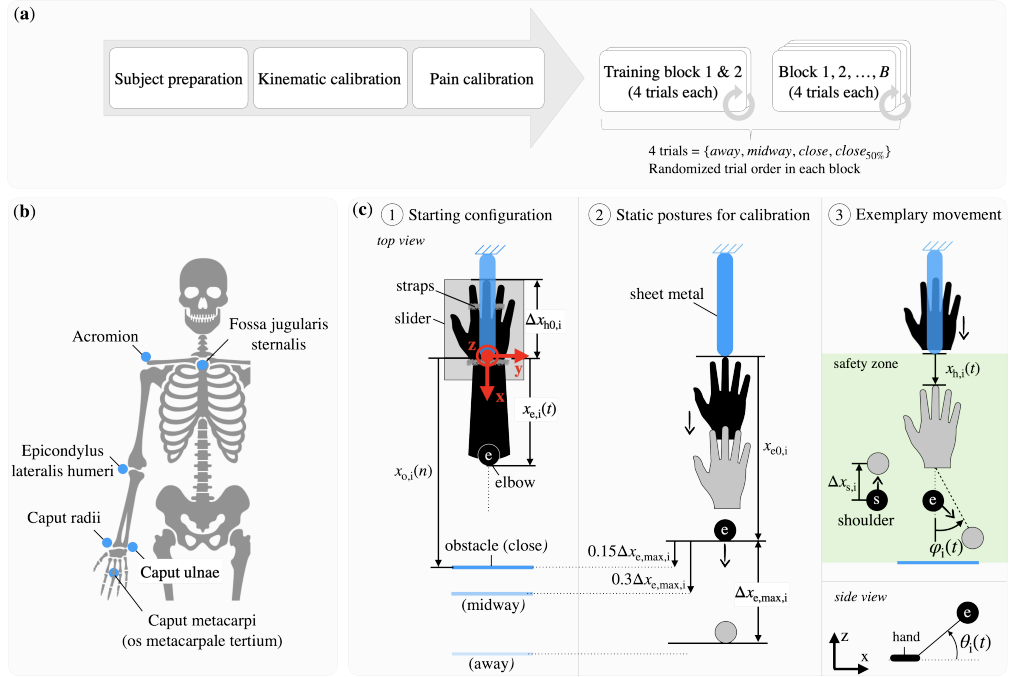 (a)
Subject preparation
Kinematic calibration
Pain calibration
Training block 1 & 2
(4 trials each)
Block 1, 2, …, B
(4 trials each)
4 trials = {away, midway, close, close50%}
Randomized trial order in each block
(b)
Acromion
Fossa jugularis
sternalis
Epicondylus
lateralis humeri
Caput radii
Caput ulnae
Caput metacarpi
(os metacarpale tertium)
(c)
1 Starting configuration
top view
straps
slider
Δxh0,i
z
y
x
xe,i(t)
xo,i(n)
e
elbow
obstacle (close)
(midway)
(away)
2 Static postures for calibration
sheet metal
xe0,i
e
0.15Δxe,max,i
0.3Δxe,max,i
Δxe,max,i
3 Exemplary movement
safety zone
xh,i(t)
Δxs,i
s
e
shoulder
φi(t)
side view
z
x
hand
e
θi(t)